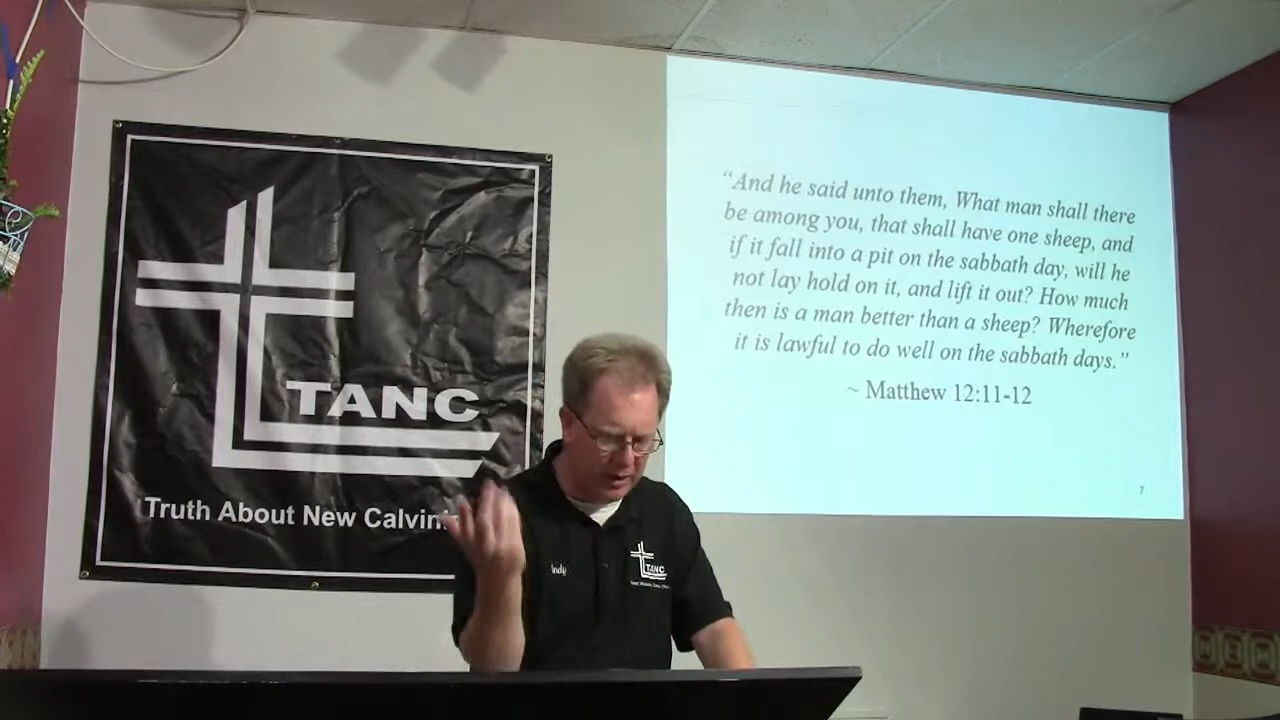 TANC
Truth About New
"And he said unto them, What man shall there
be among you, that shall have one sheep, and
if it fall into a pit on the sabbath day, will he
not lay hold on it, and lift it out? How much
then is a man better than a sheep? Wherefore
it is lawful to do well on the sabbath days."
~ Matthew 12:11-12
7
TANC